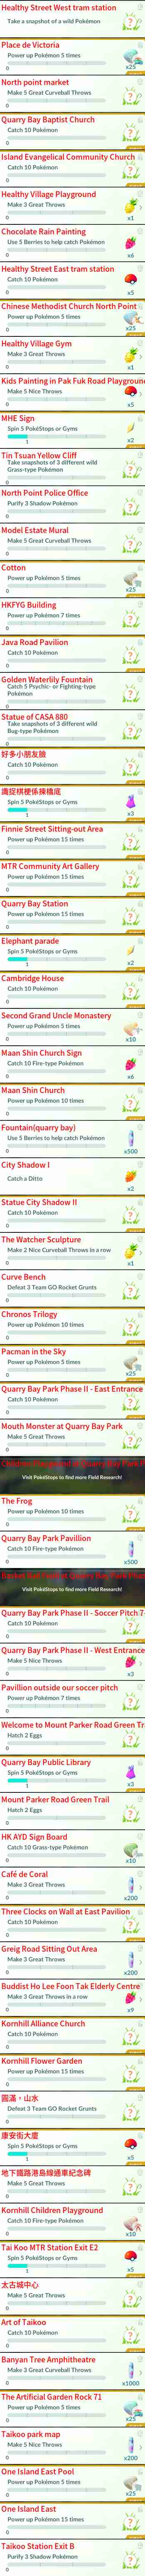 Healthy Street West tram station
Take a snapshot of a wild Pokémon
Place de Victoria
Power up Pokémon 5 times
0
x25
North point market
Make 5 Great Curveball Throws
0
Quarry Bay Baptist Church
Catch 10 Pokémon
0
Island Evangelical Community Church
Catch 10 Pokémon
0
Healthy Village Playground
Make 3 Great Throws
0
x1
Chocolate Rain Painting
Use 5 Berries to help catch Pokémon
0
x6
Healthy Street East tram station
Catch 10 Pokémon
0
x5
Chinese Methodist Church North Point
Power up Pokémon 5 times
0
x25
Healthy Village Gym
Make 3 Great Throws
0
x1
Kids Painting in Pak Fuk Road Playground
Make 5 Nice Throws
0
x5
MHE Sign
Spin 5 PokéStops or Gyms
1
x2
Tin Tsuan Yellow Cliff
Take snapshots of 3 different wild
Grass-type Pokémon
0
North Point Police Office
Purify 3 Shadow Pokémon
0
Model Estate Mural
Make 5 Great Curveball Throws
0
Cotton
Power up Pokémon 5 times
0
x25
HKFYG Building
Power up Pokémon 7 times
0
Java Road Pavilion
Catch 10 Pokémon
0
Golden Waterlily Fountain
Catch 5 Psychic- or Fighting-type
Pokémon
0
Statue of CASA 880
Take snapshots of 3 different wild
Bug-type Pokémon
0
好多小朋友臉
Catch 10 Pokémon
0
識捉棋梗係揀橋底
Spin 5 PokéStops or Gyms
1
x3
Finnie Street Sitting-out Area
Power up Pokémon 15 times
0
MTR Community Art Gallery
Power up Pokémon 15 times
0
Quarry Bay Station
Power up Pokémon 15 times
0
Elephant parade
Spin 5 PokéStops or Gyms
1
x2
Cambridge House
Catch 10 Pokémon
0
Second Grand Uncle Monastery
Power up Pokémon 5 times
0
x10
Maan Shin Church Sign
Catch 10 Fire-type Pokémon
0
x6
Maan Shin Church
Power up Pokémon 10 times
0
Fountain(quarry bay)
Use 5 Berries to help catch Pokémon
0
x500
City Shadow I
Catch a Ditto
x2
Statue City Shadow II
Catch 10 Pokémon
0
The Watcher Sculpture
Make 2 Nice Curveball Throws in a row
0
x1
Curve Bench
Defeat 3 Team GO Rocket Grunts
0
Chronos Trilogy
Power up Pokémon 10 times
0
Pacman in the Sky
Power up Pokémon 5 times
0
x25
Quarry Bay Park Phase II - East Entrance
Catch 10 Pokémon
0
Mouth Monster at Quarry Bay Park
Make 5 Great Throws
0
Visit PokéStops to find more Field Research!
The Frog
Power up Pokémon 10 times
0
Quarry Bay Park Pavillion
Catch 10 Fire-type Pokémon
0
x500
Visit PokéStops to find more Field Research!
Quarry Bay Park Phase II - Soccer Pitch 7-
Catch 10 Pokémon
0
Quarry Bay Park Phase II - West Entrance
Make 5 Nice Throws
0
x3
Pavillion outside our soccer pitch
Power up Pokémon 7 times
0
Welcome to Mount Parker Road Green Tr
Hatch 2 Eggs
0
Quarry Bay Public Library
Spin 5 PokéStops or Gyms
1
x3
Mount Parker Road Green Trail
Hatch 2 Eggs
0
HK AYD Sign Board
Catch 10 Grass-type Pokémon
0
x10
Café de Coral
Make 3 Great Throws
0
x200
Three Clocks on Wall at East Pavilion
Catch 10 Pokémon
0
Greig Road Sitting Out Area
Make 3 Great Throws
0
x200
Buddist Ho Lee Foon Tak Elderly Centre
Make 3 Great Throws in a row
0
x9
Kornhill Alliance Church
Catch 10 Pokémon
0
Kornhill Flower Garden
Power up Pokémon 15 times
0
圓滿・山水
Defeat 3 Team GO Rocket Grunts
0
康安街大廈
Spin 5 PokéStops or Gyms
1
x5
地下鐵路港島線通車紀念碑
Make 5 Great Throws
0
Kornhill Children Playground
Catch 10 Fire-type Pokémon
0
x10
Tai Koo MTR Station Exit E2
Spin 5 PokéStops or Gyms
1
x5
太古城中心
Make 5 Great Throws
0
Art of Taikoo
Catch 10 Pokémon
0
Banyan Tree Amphitheatre
Make 3 Great Curveball Throws
0
x1000
The Artificial Garden Rock 71
Power up Pokémon 5 times
0
x25
Taikoo park map
Make 5 Nice Throws
0
x200
One Island East Pool
Power up Pokémon 5 times
0
x25
One Island East
Power up Pokémon 15 times
0
Taikoo Station Exit B
Purify 3 Shadow Pokémon
0